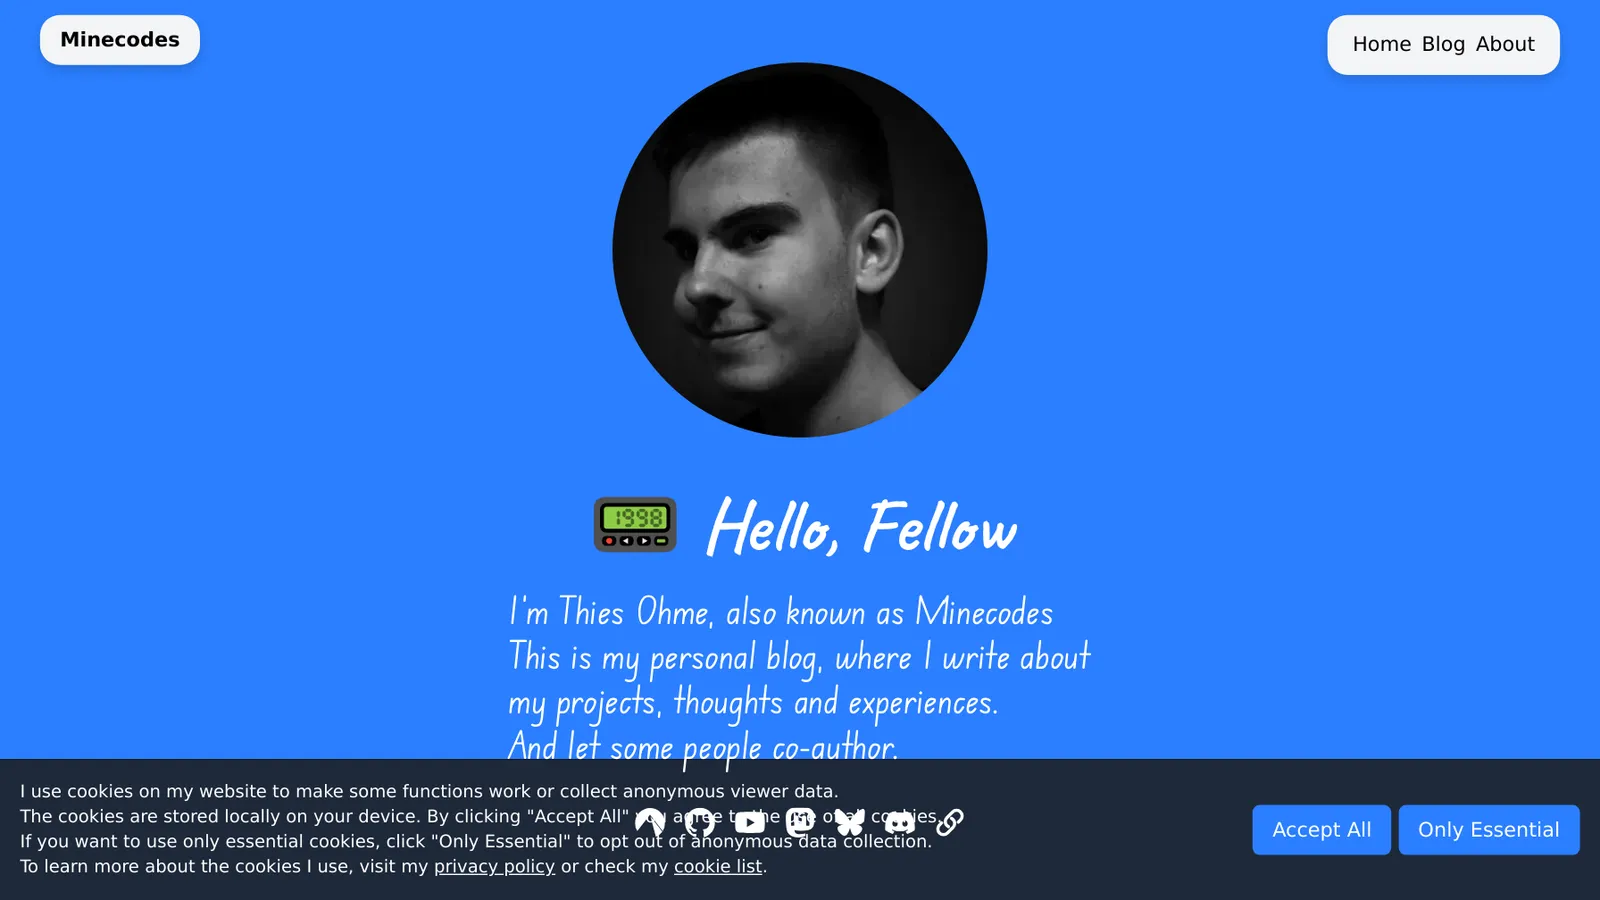 Minecodes
Home Blog About
1998
Hello, Fellow
I'm Thies Ohme, also known as Minecodes
This is my personal blog, where I write about
my projects, thoughts and experiences.
And let some people co-author.
I use cookies on my website to make some functions work or collect anonymous viewer data.
The cookies are stored locally on your device. By clicking "Accept All" you agree to the use of all cookies.
If you want to use only essential cookies, click "Only Essential" to opt out of anonymous data collection.
To learn more about the cookies I use, visit my privacy policy or check my cookie list.
Accept All
Only Essential